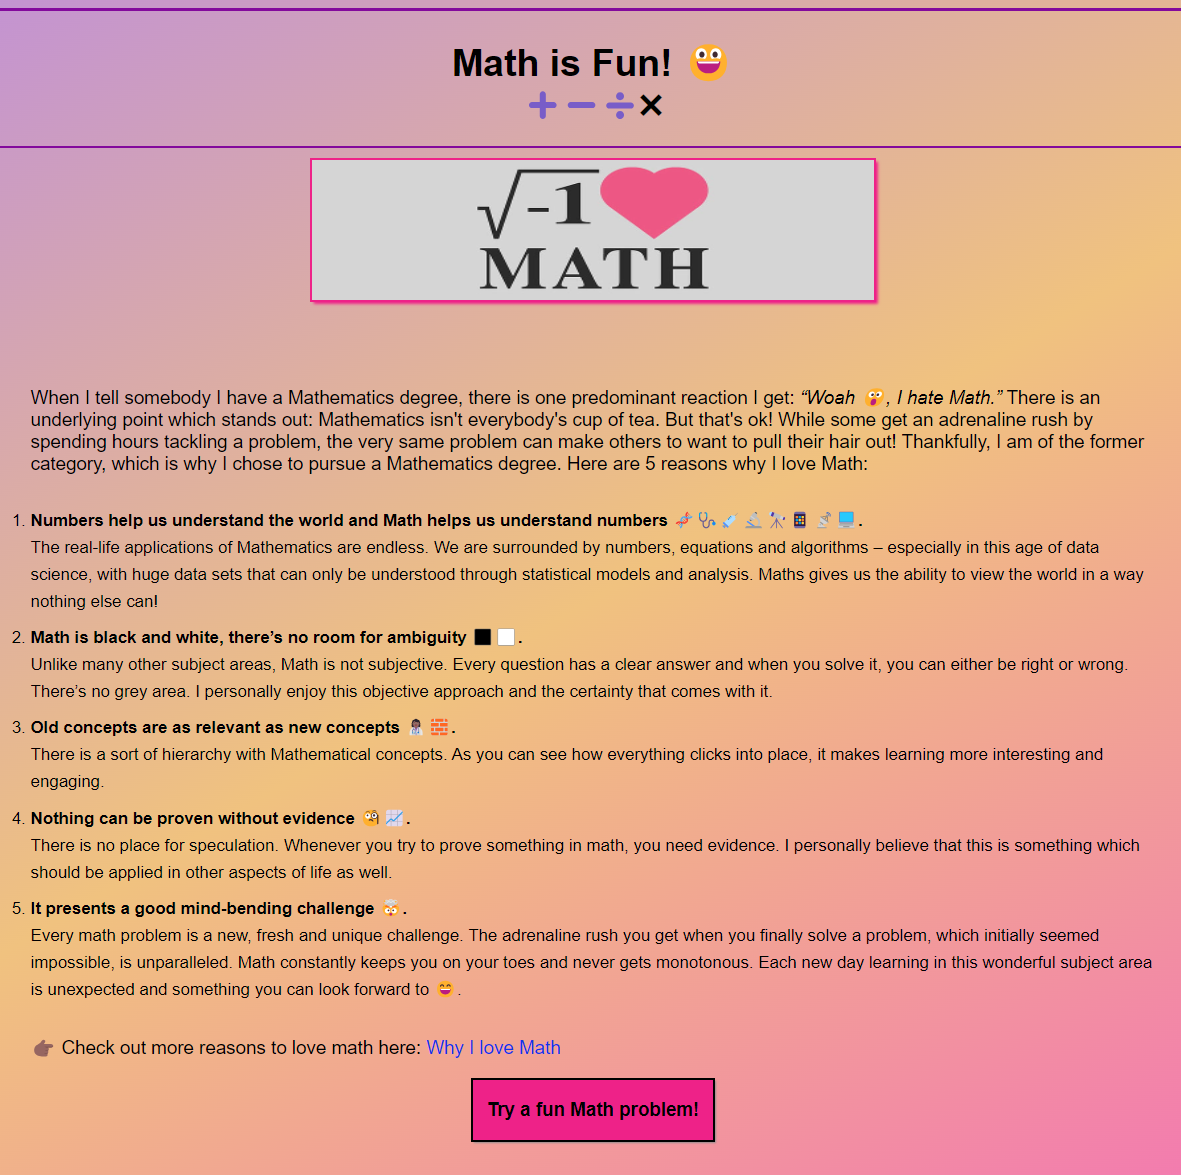 Math is Fun! 😀
➕ ➖ ➗✕
√-1 ❤
MATH
When I tell somebody I have a Mathematics degree, there is one predominant reaction I get: “Woah 😲, I hate Math.” There is an
underlying point which stands out: Mathematics isn't everybody's cup of tea. But that's ok! While some get an adrenaline rush by
spending hours tackling a problem, the very same problem can make others to want to pull their hair out! Thankfully, I am of the former
category, which is why I chose to pursue a Mathematics degree. Here are 5 reasons why I love Math:
1. Numbers help us understand the world and Math helps us understand numbers 🧬 🩺 💉 🔬 🔭 📱 📡 🖥️ .
The real-life applications of Mathematics are endless. We are surrounded by numbers, equations and algorithms – especially in this age of data
science, with huge data sets that can only be understood through statistical models and analysis. Maths gives us the ability to view the world in a way
nothing else can!
2. Math is black and white, there’s no room for ambiguity ⬛ ⬜ .
Unlike many other subject areas, Math is not subjective. Every question has a clear answer and when you solve it, you can either be right or wrong.
There’s no grey area. I personally enjoy this objective approach and the certainty that comes with it.
3. Old concepts are as relevant as new concepts 👩🏿‍🔬 🧱 .
There is a sort of hierarchy with Mathematical concepts. As you can see how everything clicks into place, it makes learning more interesting and
engaging.
4. Nothing can be proven without evidence 🧐 📈 .
There is no place for speculation. Whenever you try to prove something in math, you need evidence. I personally believe that this is something which
should be applied in other aspects of life as well.
5. It presents a good mind-bending challenge 🤯 .
Every math problem is a new, fresh and unique challenge. The adrenaline rush you get when you finally solve a problem, which initially seemed
impossible, is unparalleled. Math constantly keeps you on your toes and never gets monotonous. Each new day learning in this wonderful subject area
is unexpected and something you can look forward to 😄 .
👉🏾 Check out more reasons to love math here: Why I love Math
Try a fun Math problem!